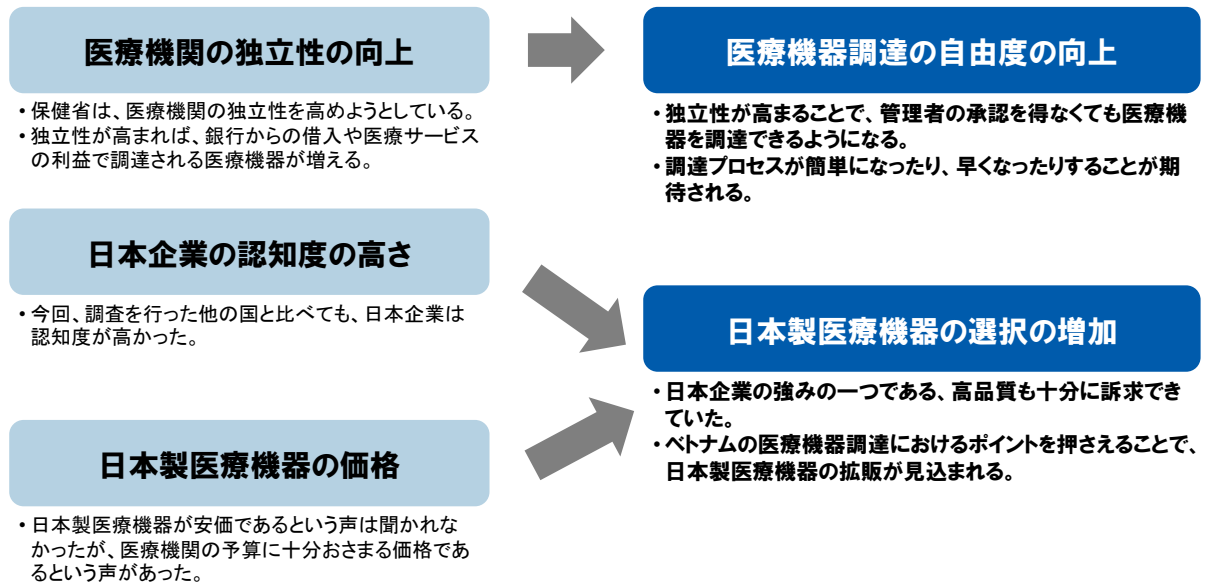 医療機関の独立性の向上
・保健省は、医療機関の独立性を高めようとしている。
・独立性が高まれば、銀行からの借入や医療サービス
の利益で調達される医療機器が増える。
医療機器調達の自由度の向上
・独立性が高まることで、管理者の承認を得なくても医療機
器を調達できるようになる。
・調達プロセスが簡単になったり、早くなったりすることが期
待される。
日本企業の認知度の高さ
・今回、調査を行った他の国と比べても、日本企業は
認知度が高かった。
日本製医療機器の価格
・日本製医療機器が安価であるという声は聞かれな
かったが、医療機関の予算に十分おさまる価格であ
るという声があった。
日本製医療機器の選択の増加
・日本企業の強みの一つである、高品質も十分に訴求でき
ていた。
・ベトナムの医療機器調達におけるポイントを押さえることで、
日本製医療機器の拡販が見込まれる。